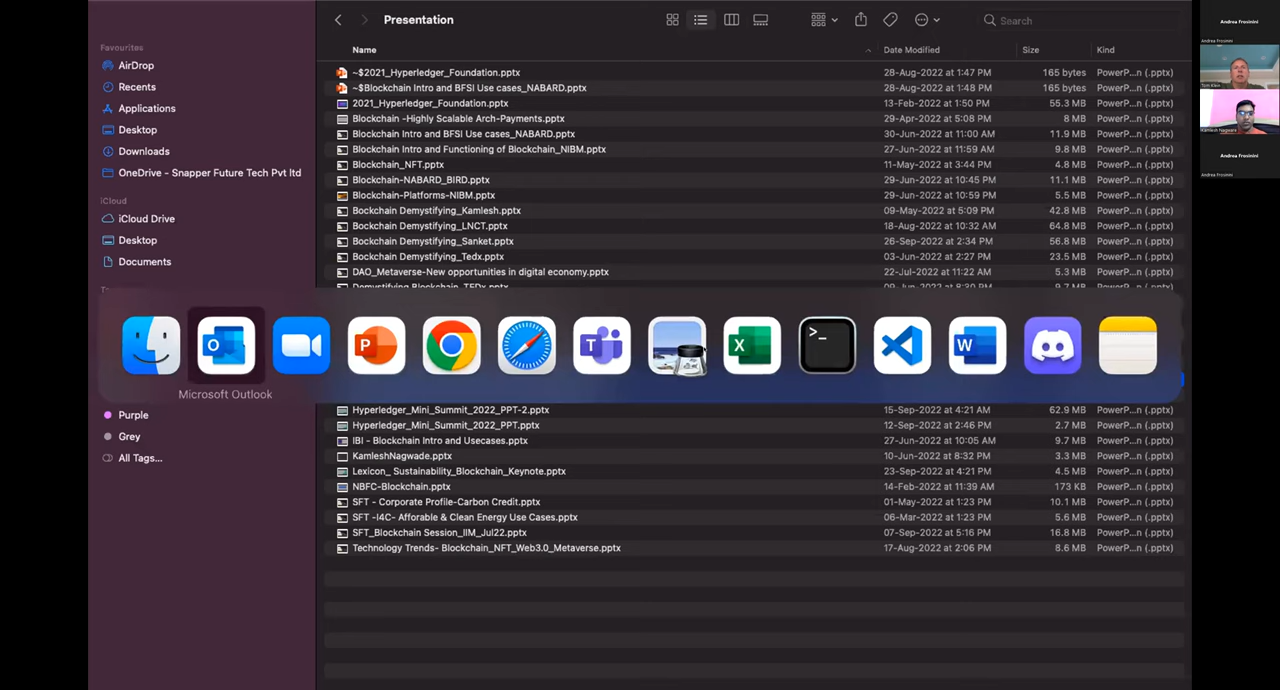 Presentation
Search
Favourites
AirDrop
Recents
Applications
Desktop
Downloads
OneDrive - Snapper Future Tech Pvt ltd
iCloud
iCloud Drive
Desktop
Documents
Purple
Grey
All Tags...
Name Date Modified Size Kind
~$2021_Hyperledger_Foundation.pptx 28-Aug-2022 at 1:47 PM 165 bytes PowerP...n (.pptx)
~$Blockchain Intro and BFSI Use cases_NABARD.pptx 28-Aug-2022 at 1:48 PM 165 bytes PowerP...n (.pptx)
2021_Hyperledger_Foundation.pptx 13-Feb-2022 at 1:50 PM 55.3 MB PowerP...n (.pptx)
Blockchain -Highly Scalable Arch-Payments.pptx 29-Apr-2022 at 5:08 PM 8 MB PowerP...n (.pptx)
Blockchain Intro and BFSI Use cases_NABARD.pptx 30-Jun-2022 at 11:00 AM 11.9 MB PowerP...n (.pptx)
Blockchain Intro and Functioning of Blockchain_NIBM.pptx 27-Jun-2022 at 11:59 AM 9.8 MB PowerP...n (.pptx)
Blockchain_NFT.pptx 11-May-2022 at 3:44 PM 4.8 MB PowerP...n (.pptx)
Blockchain-NABARD_BIRD.pptx 29-Jun-2022 at 10:45 PM 11.1 MB PowerP...n (.pptx)
Blockchain-Platforms-NIBM.pptx 29-Jun-2022 at 10:59 PM 5.5 MB PowerP...n (.pptx)
Bockchain Demystifying_Kamlesh.pptx 09-May-2022 at 5:09 PM 42.8 MB PowerP...n (.pptx)
Bockchain Demystifying_LNCT.pptx 18-Aug-2022 at 10:32 AM 64.8 MB PowerP...n (.pptx)
Bockchain Demystifying_Sanket.pptx 26-Sep-2022 at 2:34 PM 56.8 MB PowerP...n (.pptx)
Bockchain Demystifying_Tedx.pptx 03-Jun-2022 at 2:27 PM 23.5 MB PowerP...n (.pptx)
DAO_Metaverse-New opportunities in digital economy.pptx 22-Jul-2022 at 11:22 AM 5.3 MB PowerP...n (.pptx)
Demystifying Blockchain_TEDx.pptx
Microsoft Outlook
Hyperledger_Mini_Summit_2022_PPT-2.pptx 15-Sep-2022 at 4:21 AM 62.9 MB PowerP...n (.pptx)
Hyperledger_Mini_Summit_2022_PPT.pptx 12-Sep-2022 at 2:46 PM 2.7 MB PowerP...n (.pptx)
IBI - Blockchain Intro and Usecases.pptx 27-Jun-2022 at 10:05 AM 9.7 MB PowerP...n (.pptx)
KamleshNagwade.pptx 10-Jun-2022 at 8:32 PM 3.3 MB PowerP...n (.pptx)
Lexicon_ Sustainability_Blockchain_Keynote.pptx 23-Sep-2022 at 4:21 PM 4.5 MB PowerP...n (.pptx)
NBFC-Blockchain.pptx 14-Feb-2022 at 11:39 AM 173 KB PowerP...n (.pptx)
SFT - Corporate Profile-Carbon Credit.pptx 01-May-2022 at 1:23 PM 10.1 MB PowerP...n (.pptx)
SFT -I4C- Afforable & Clean Energy Use Cases.pptx 06-Mar-2022 at 1:23 PM 5.6 MB PowerP...n (.pptx)
SFT_Blockchain Session_IIM_Jul22.pptx 07-Sep-2022 at 5:16 PM 16.8 MB PowerP...n (.pptx)
Technology Trends- Blockchain_NFT_Web3.0_Metaverse.pptx 17-Aug-2022 at 2:06 PM 8.6 MB PowerP...n (.pptx)
Andrea Frosinini
Andrea Frosinini
Tom Klein
Kamlesh Nagware
Andrea Frosinini
Andrea Frosinini